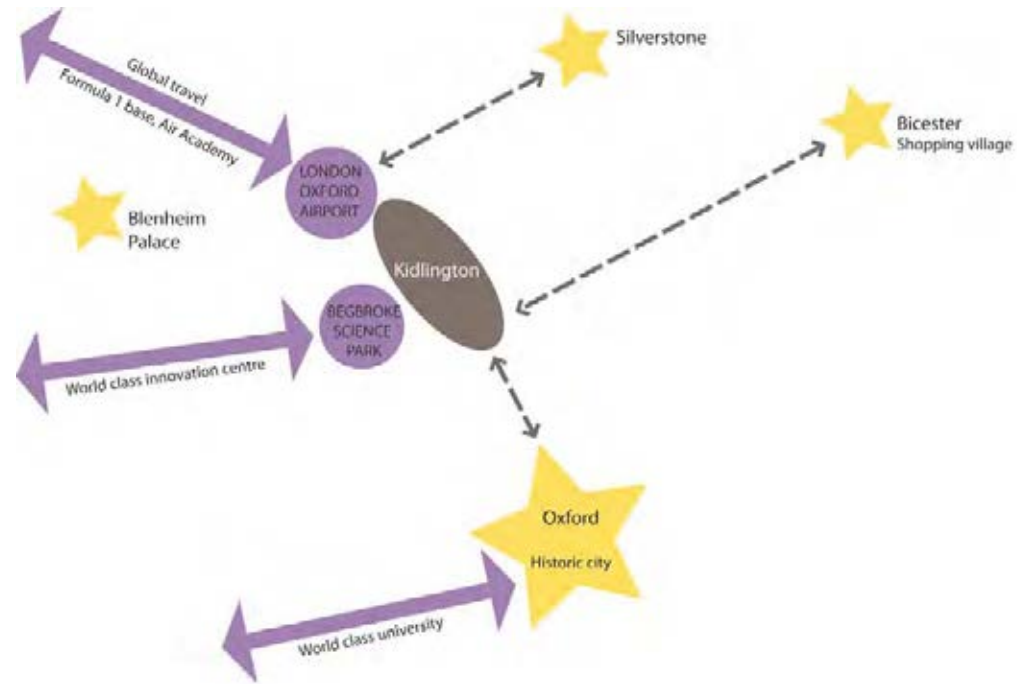 Silverstone
Global travel
Formula 1 base, Air Academy
Bicester
Shopping village
LONDON
OXFORD
AIRPORT
Blenheim
Palace
Kidlington
BEGBROKE
SCIENCE
PARK
World class innovation centre
Oxford
Historic city
World class university